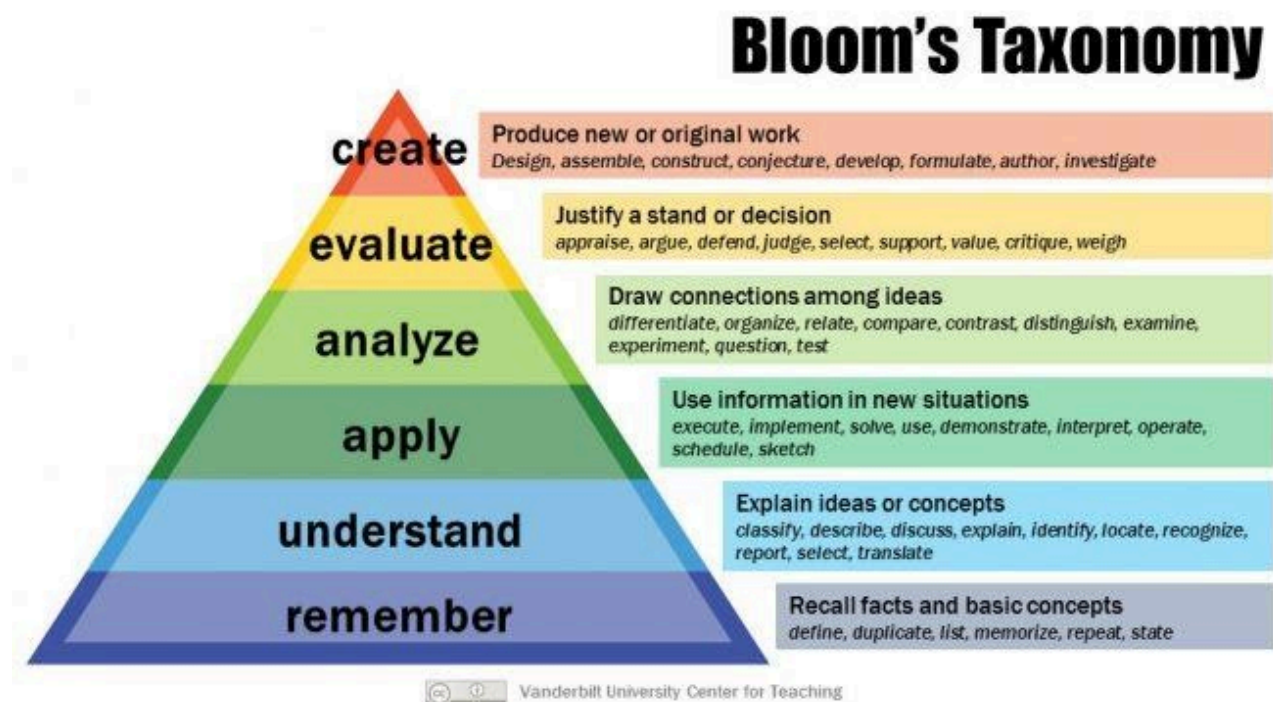 Bloom's Taxonomy
create
Produce new or original work
Design, assemble, construct, conjecture, develop, formulate, author, investigate
evaluate
Justify a stand or decision
appraise, argue, defend, judge, select, support, value, critique, weigh
analyze
Draw connections among ideas
differentiate, organize, relate, compare, contrast, distinguish, examine,
experiment, question, test
apply
Use information in new situations
execute, implement, solve, use, demonstrate, interpret, operate,
schedule, sketch
understand
Explain ideas or concepts
classify, describe, discuss, explain, identify, locate, recognize,
report, select, translate
remember
Recall facts and basic concepts
define, duplicate, list, memorize, repeat, state
cc Vanderbilt University Center for Teaching